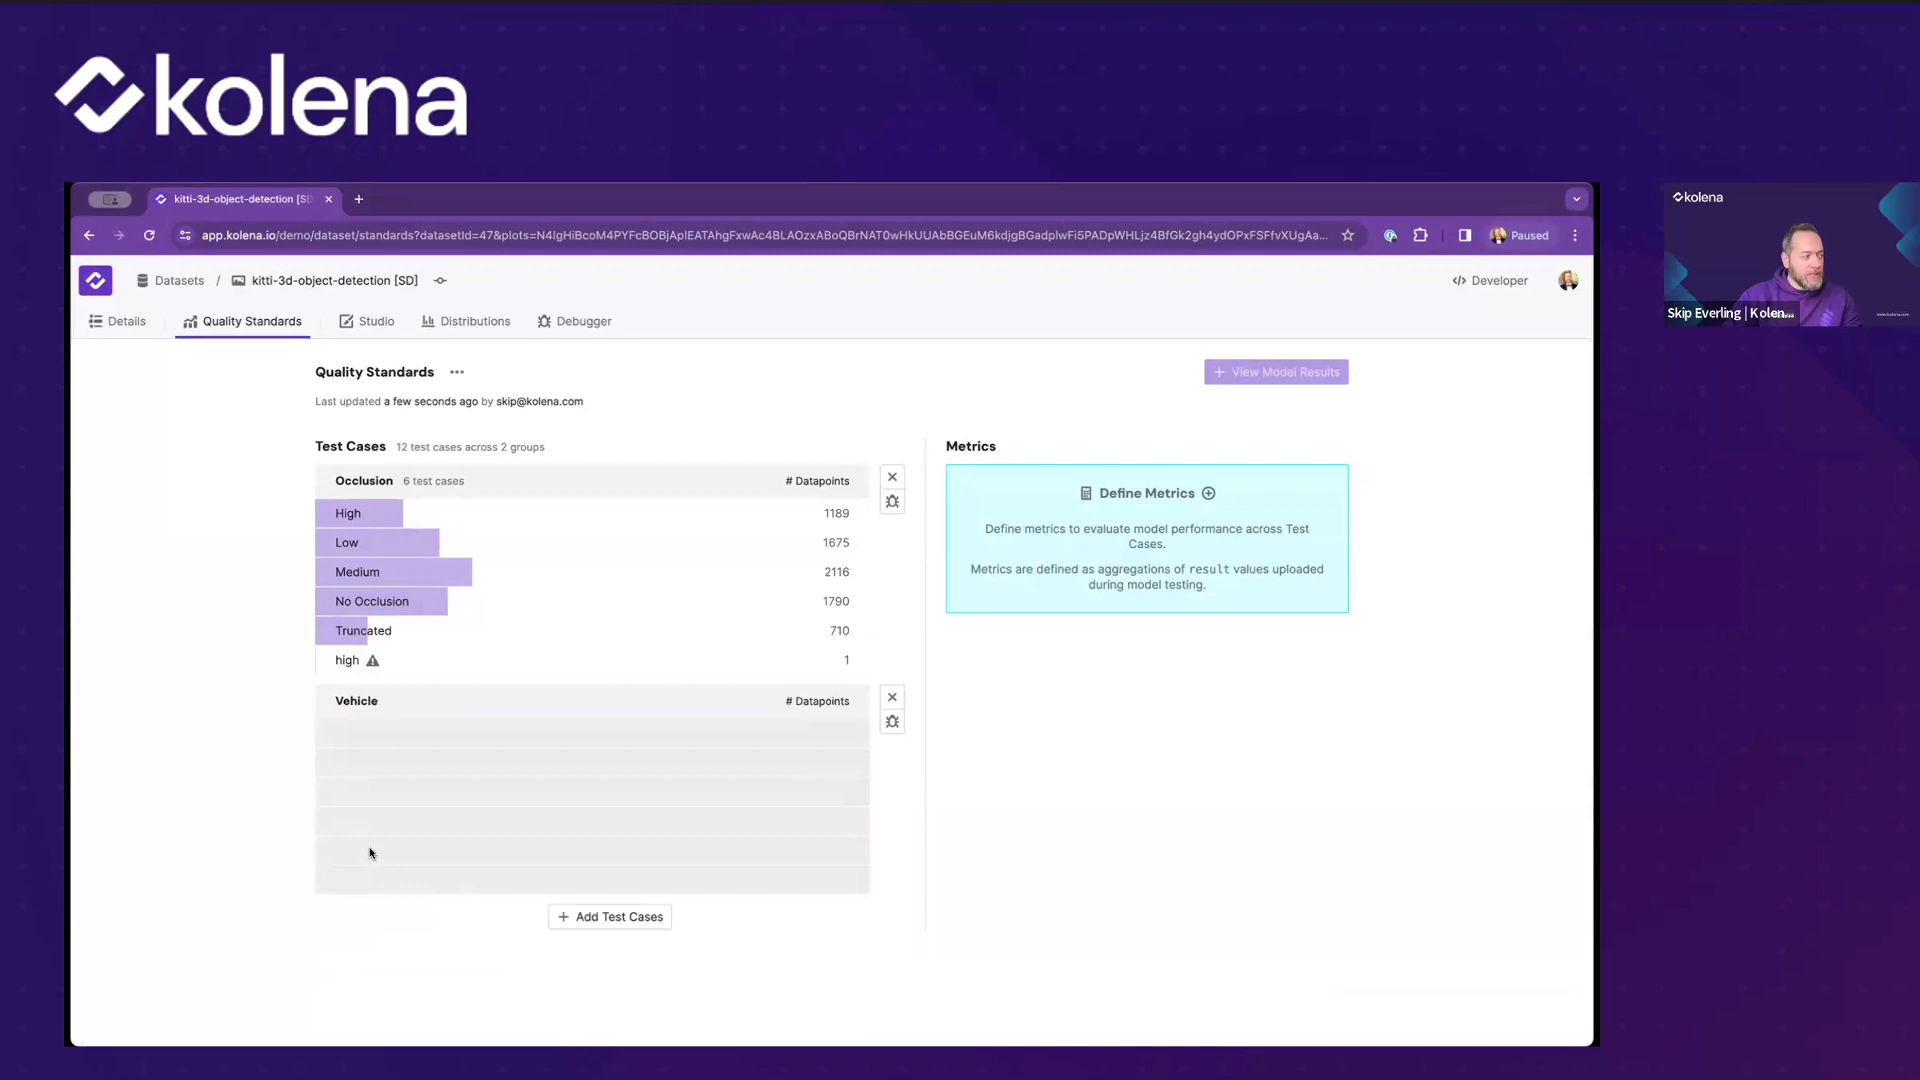 kolena
kitti-3d-object-detection [SD
app.kolena.io/demo/dataset/standards?datasetId=47&plots=N4IgHiBcoM4PYFcBOBjAplEATAhgFxwAc4BLAOzxABoQBrNAT0wHkUUAbBGEuM6kdjgBGadplwFi5PADpWHLjz4BfGk2gh4ydOPxFSFfvXUgAa...
Paused
Datasets / kitti-3d-object-detection [SD]
Developer
Details
Quality Standards
Studio
Distributions
Debugger
Quality Standards
View Model Results
Last updated a few seconds ago by skip@kolena.com
Test Cases 12 test cases across 2 groups
Occlusion 6 test cases # Datapoints
High 1189
Low 1675
Medium 2116
No Occlusion 1790
Truncated 710
high 1
Vehicle # Datapoints
+ Add Test Cases
Metrics
Define Metrics
Define metrics to evaluate model performance across Test
Cases.
Metrics are defined as aggregations of result values uploaded
during model testing.
kolena
Skip Everling | Kolen...